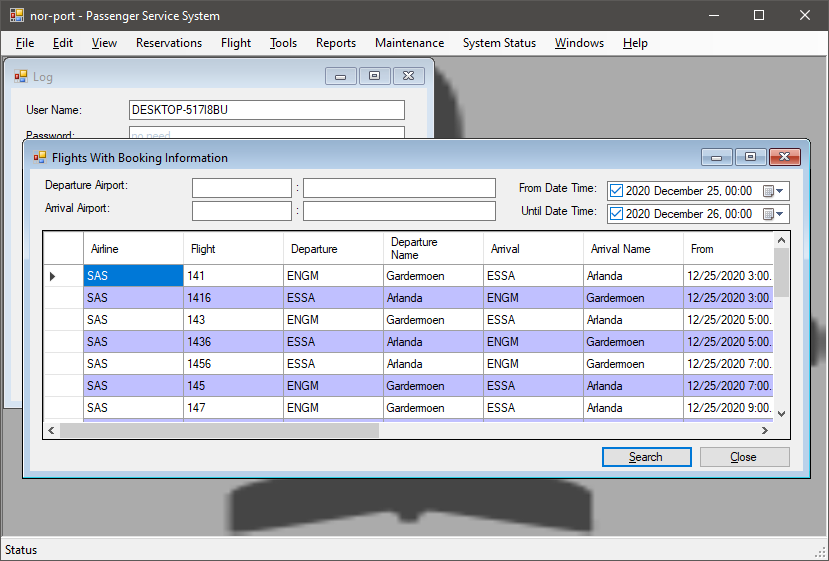 nor-port - Passenger Service System
File Edit View Reservations Flight Tools Reports Maintenance System Status Windows Help
Log
User Name: DESKTOP-517I8BU
Password: no need
Flights With Booking Information
Departure Airport: : From Date Time: 2020 December 25, 00:00
Arrival Airport: : Until Date Time: 2020 December 26, 00:00
Airline Flight Departure Departure Name Arrival Arrival Name From
SAS 141 ENGM Gardermoen ESSA Arlanda 12/25/2020 3:00.
SAS 1416 ESSA Arlanda ENGM Gardermoen 12/25/2020 3:00.
SAS 143 ENGM Gardermoen ESSA Arlanda 12/25/2020 5:00.
SAS 1436 ESSA Arlanda ENGM Gardermoen 12/25/2020 5:00.
SAS 1456 ESSA Arlanda ENGM Gardermoen 12/25/2020 7:00.
SAS 145 ENGM Gardermoen ESSA Arlanda 12/25/2020 7:00.
SAS 147 ENGM Gardermoen ESSA Arlanda 12/25/2020 9:00.
Search Close
Status